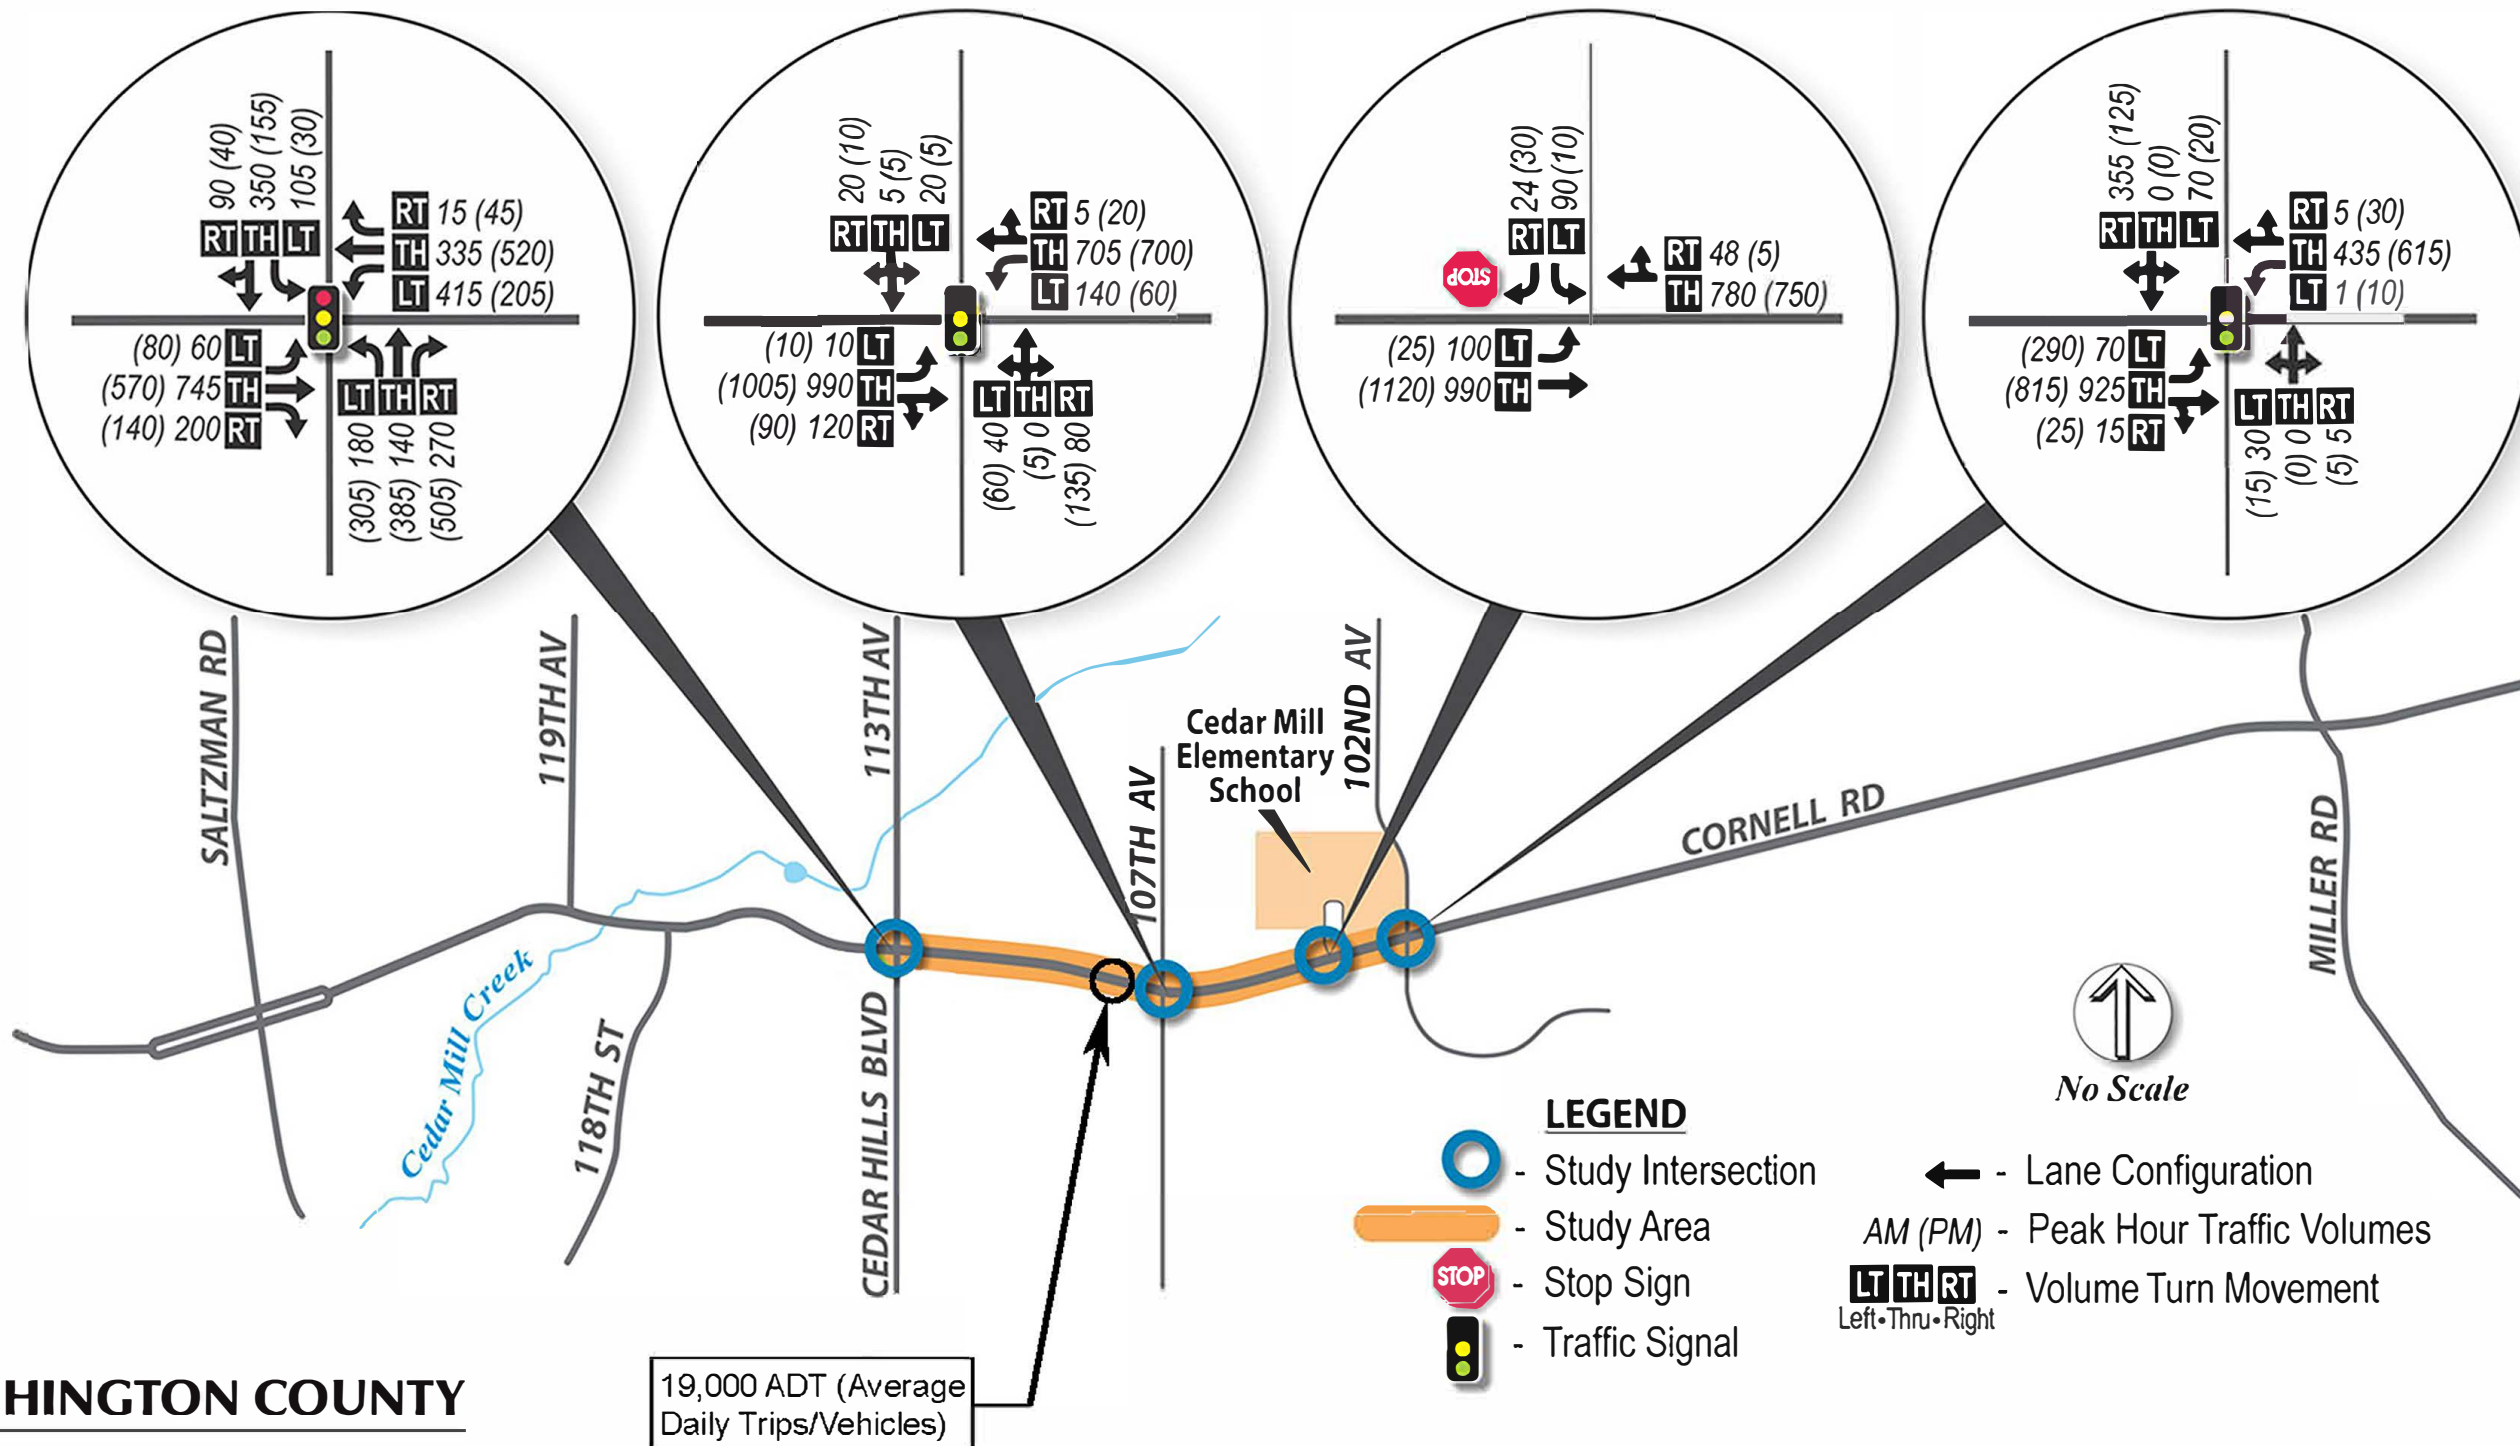 90 (40)
350 (155)
105 (30)
RT TH LT
RT 15 (45)
TH 335 (520)
LT 415 (205)
(80) 60 LT
(570) 745 TH
(140) 200 RT
LT TH RT
(305) 180
(385) 140
(505) 270
20 (10)
5 (5)
20 (5)
RT TH LT
RT 5 (20)
TH 705 (700)
LT 140 (60)
(10) 10 LT
(1005) 990 TH
(90) 120 RT
LT TH RT
(60) 40
(5) 0
(135) 80
24 (30)
90 (10)
RT LT
STOP
RT 48 (5)
TH 780 (750)
(25) 100 LT
(1120) 990 TH
355 (125)
0 (0)
70 (20)
RT TH LT
RT 5 (30)
TH 435 (615)
LT 1 (10)
(290) 70 LT
(815) 925 TH
(25) 15 RT
LT TH RT
(15) 30
(0) 0
(5) 5
SALTZMAN RD
119TH AV
113TH AV
107TH AV
Cedar Mill
Elementary
School
102ND AV
CORNELL RD
MILLER RD
Cedar Mill Creek
118TH ST
CEDAR HILLS BLVD
No Scale
LEGEND
- Study Intersection
- Study Area
STOP - Stop Sign
- Traffic Signal
- Lane Configuration
AM (PM) - Peak Hour Traffic Volumes
LT TH RT - Volume Turn Movement
Left•Thru•Right
19,000 ADT (Average
Daily Trips/Vehicles)
HINGTON COUNTY